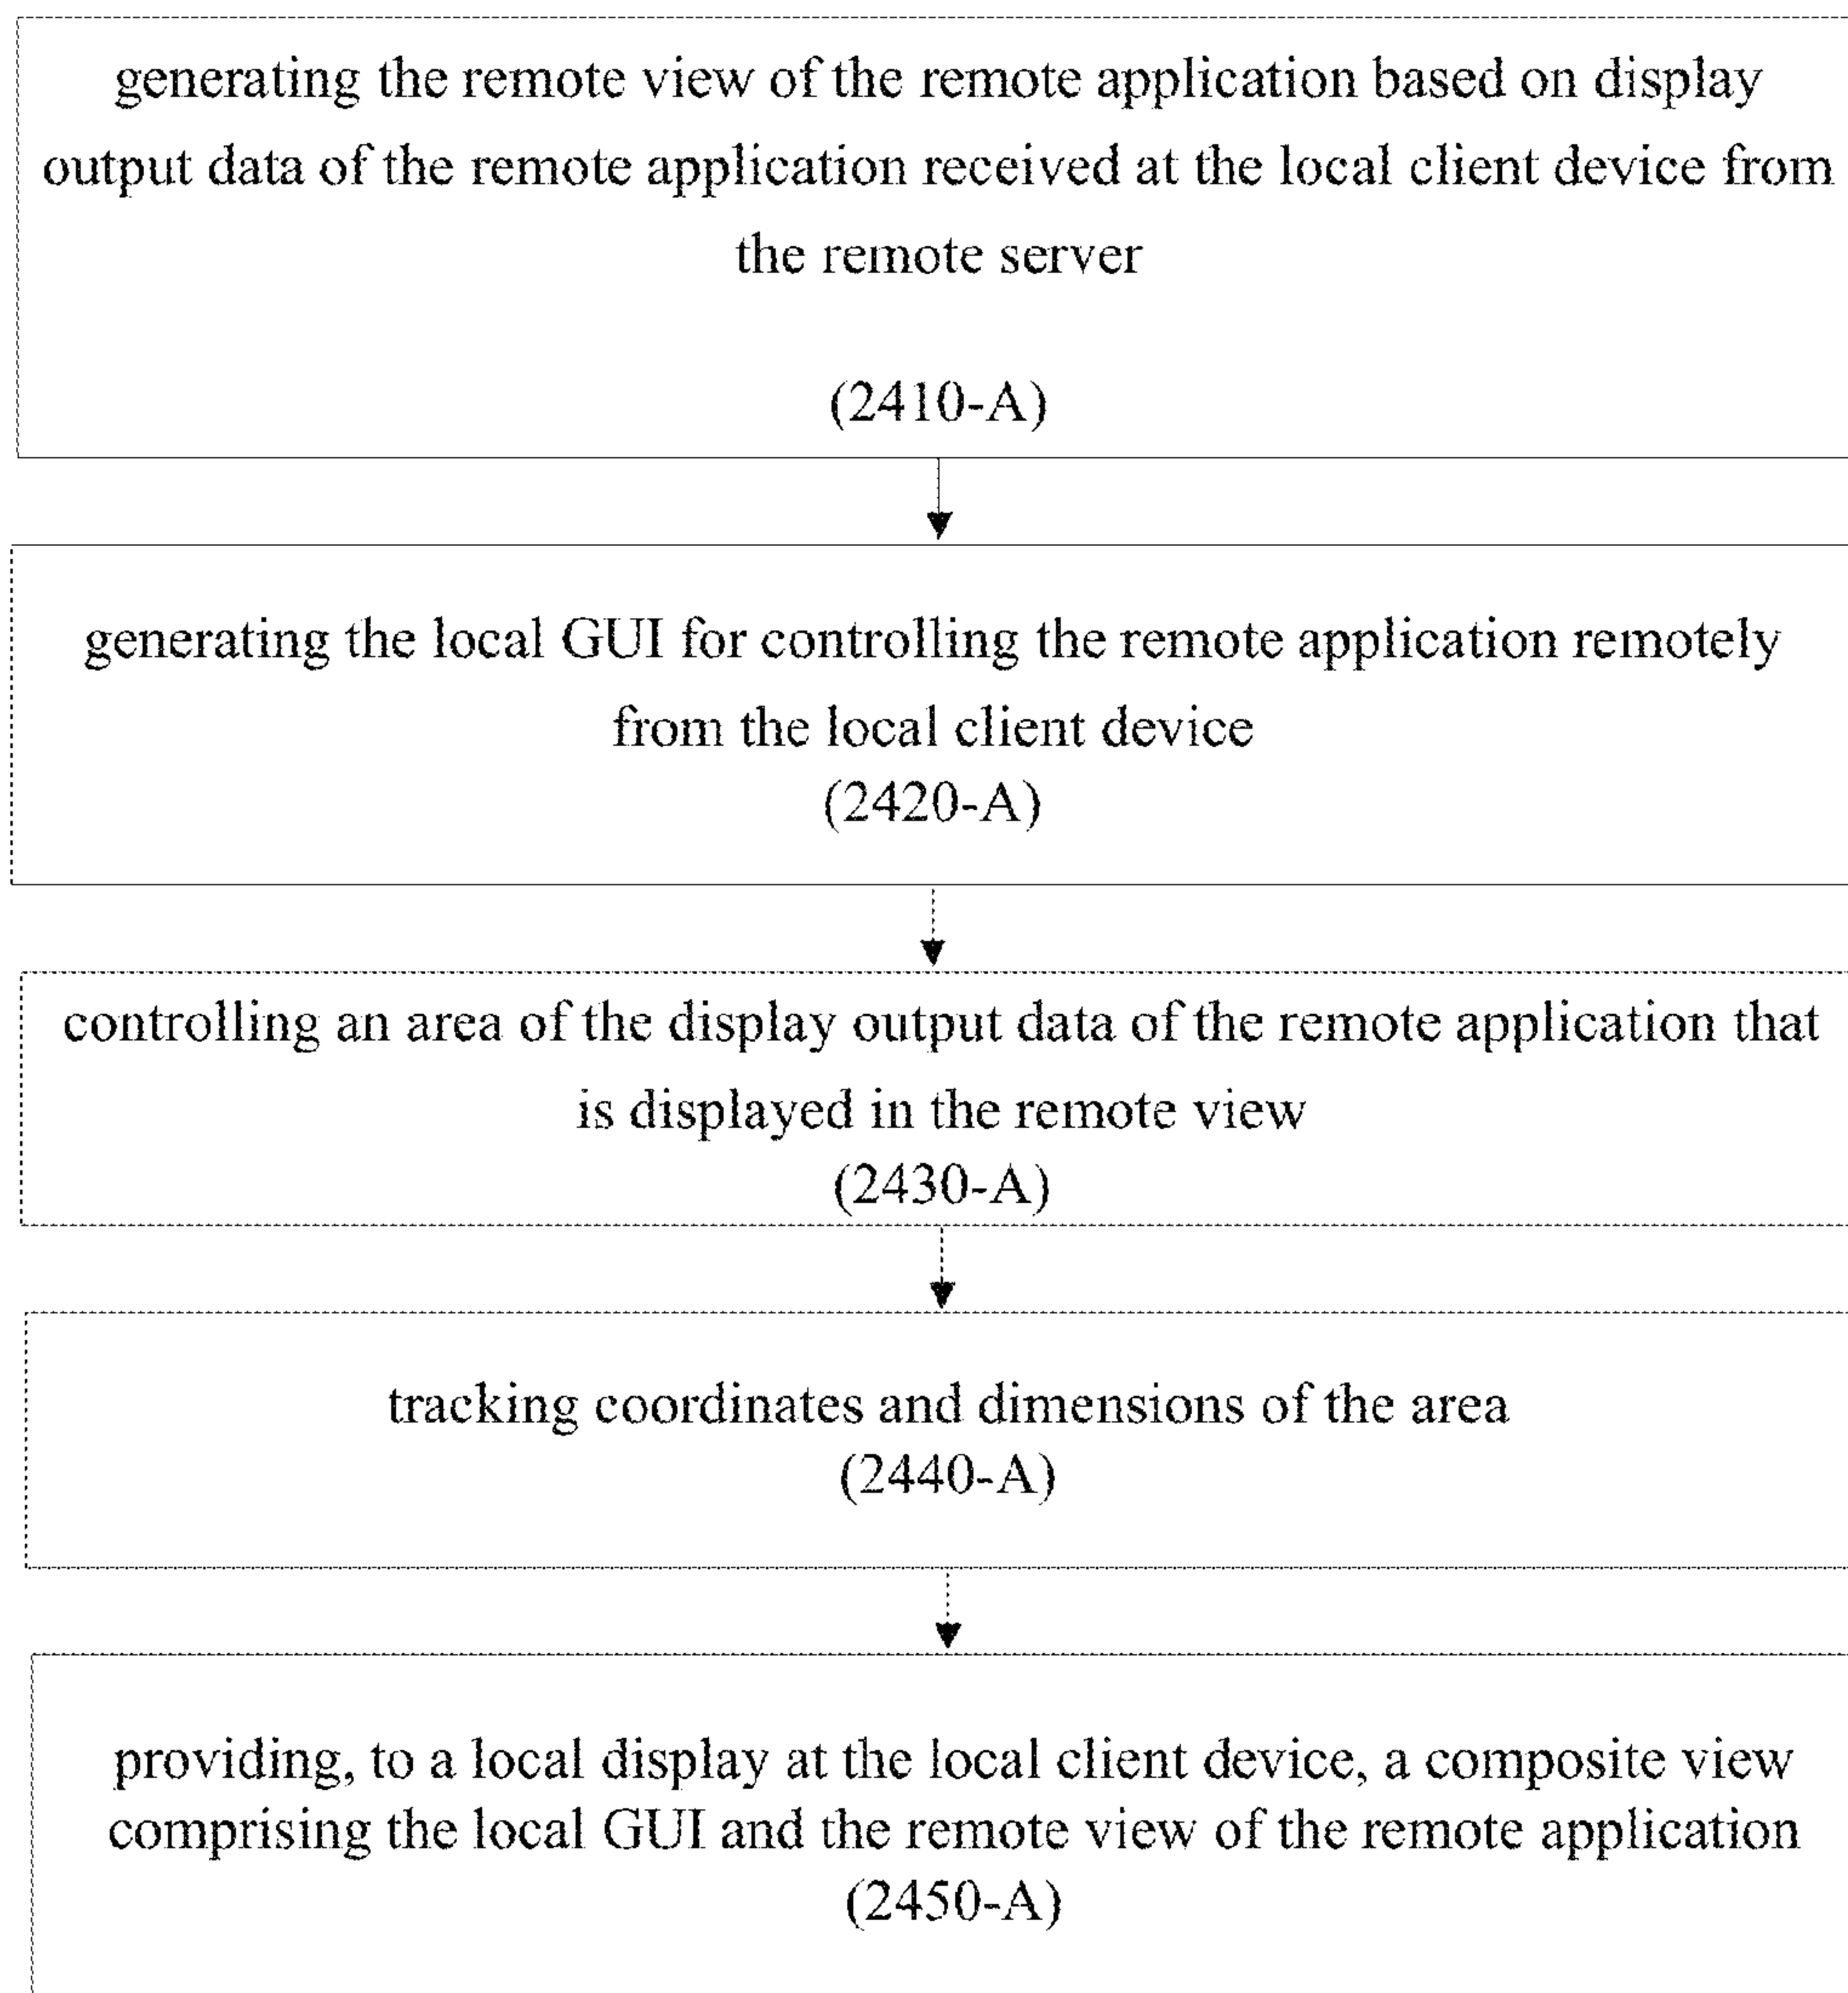 generating the remote view of the remote application based on display
output data of the remote application received at the local client device from
the remote server
(2410-A)
generating the local GUI for controlling the remote application remotely
from the local client device
(2420-A)
controlling an area of the display output data of the remote application that
is displayed in the remote view
(2430-A)
tracking coordinates and dimensions of the area
(2440-A)
providing, to a local display at the local client device, a composite view
comprising the local GUI and the remote view of the remote application
(2450-A)